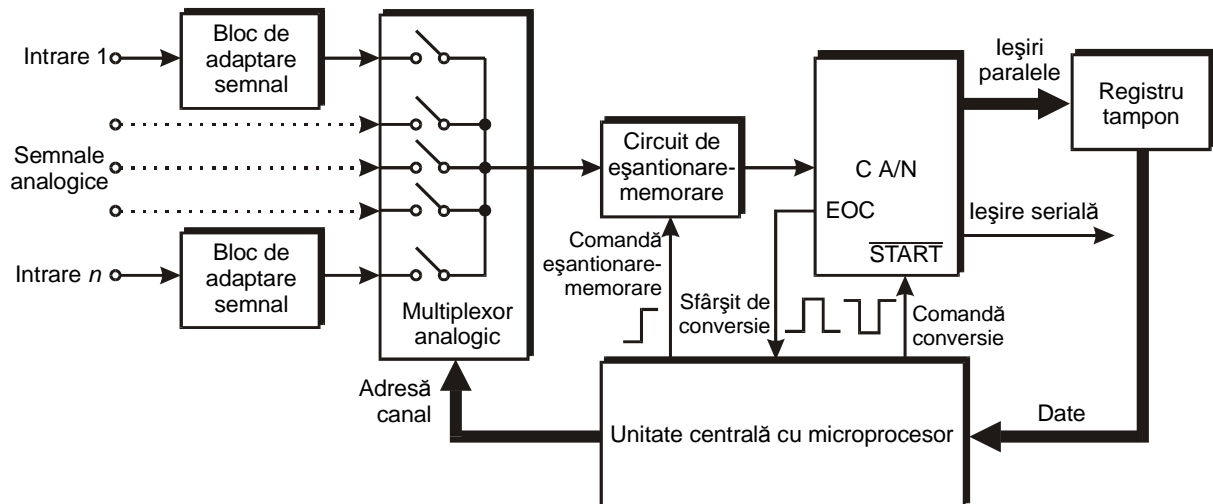 Intrare 1
Bloc de
adaptare
semnal
Semnale
analogice
Intrare n
Bloc de
adaptare
semnal
Multiplexor
analogic
Adresă
canal
Circuit de
eşantionare-
memorare
Comandă
eşantionare-
memorare
C A/N
EOC
START
Sfârşit de
conversie
Comandă
conversie
Ieşiri
paralele
Registru
tampon
Ieşire serială
Unitate centrală cu microprocesor
Date